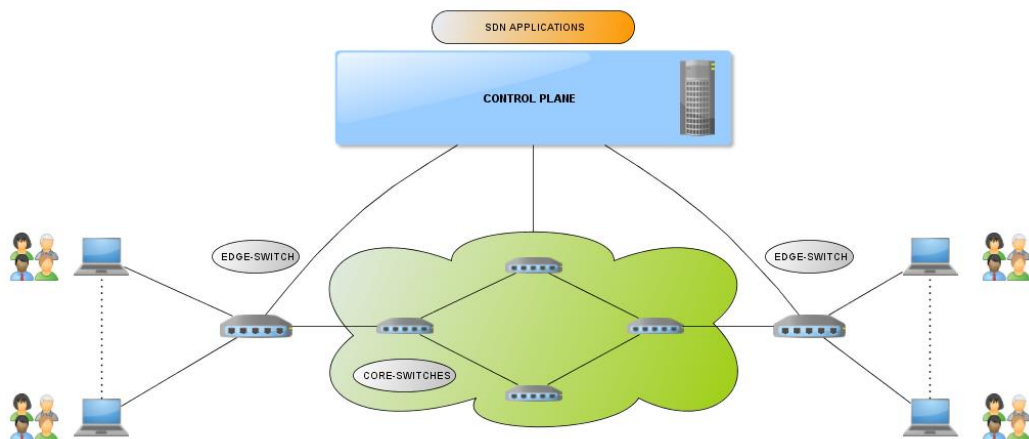 SDN APPLICATIONS
CONTROL PLANE
EDGE-SWITCH
EDGE-SWITCH
CORE-SWITCHES